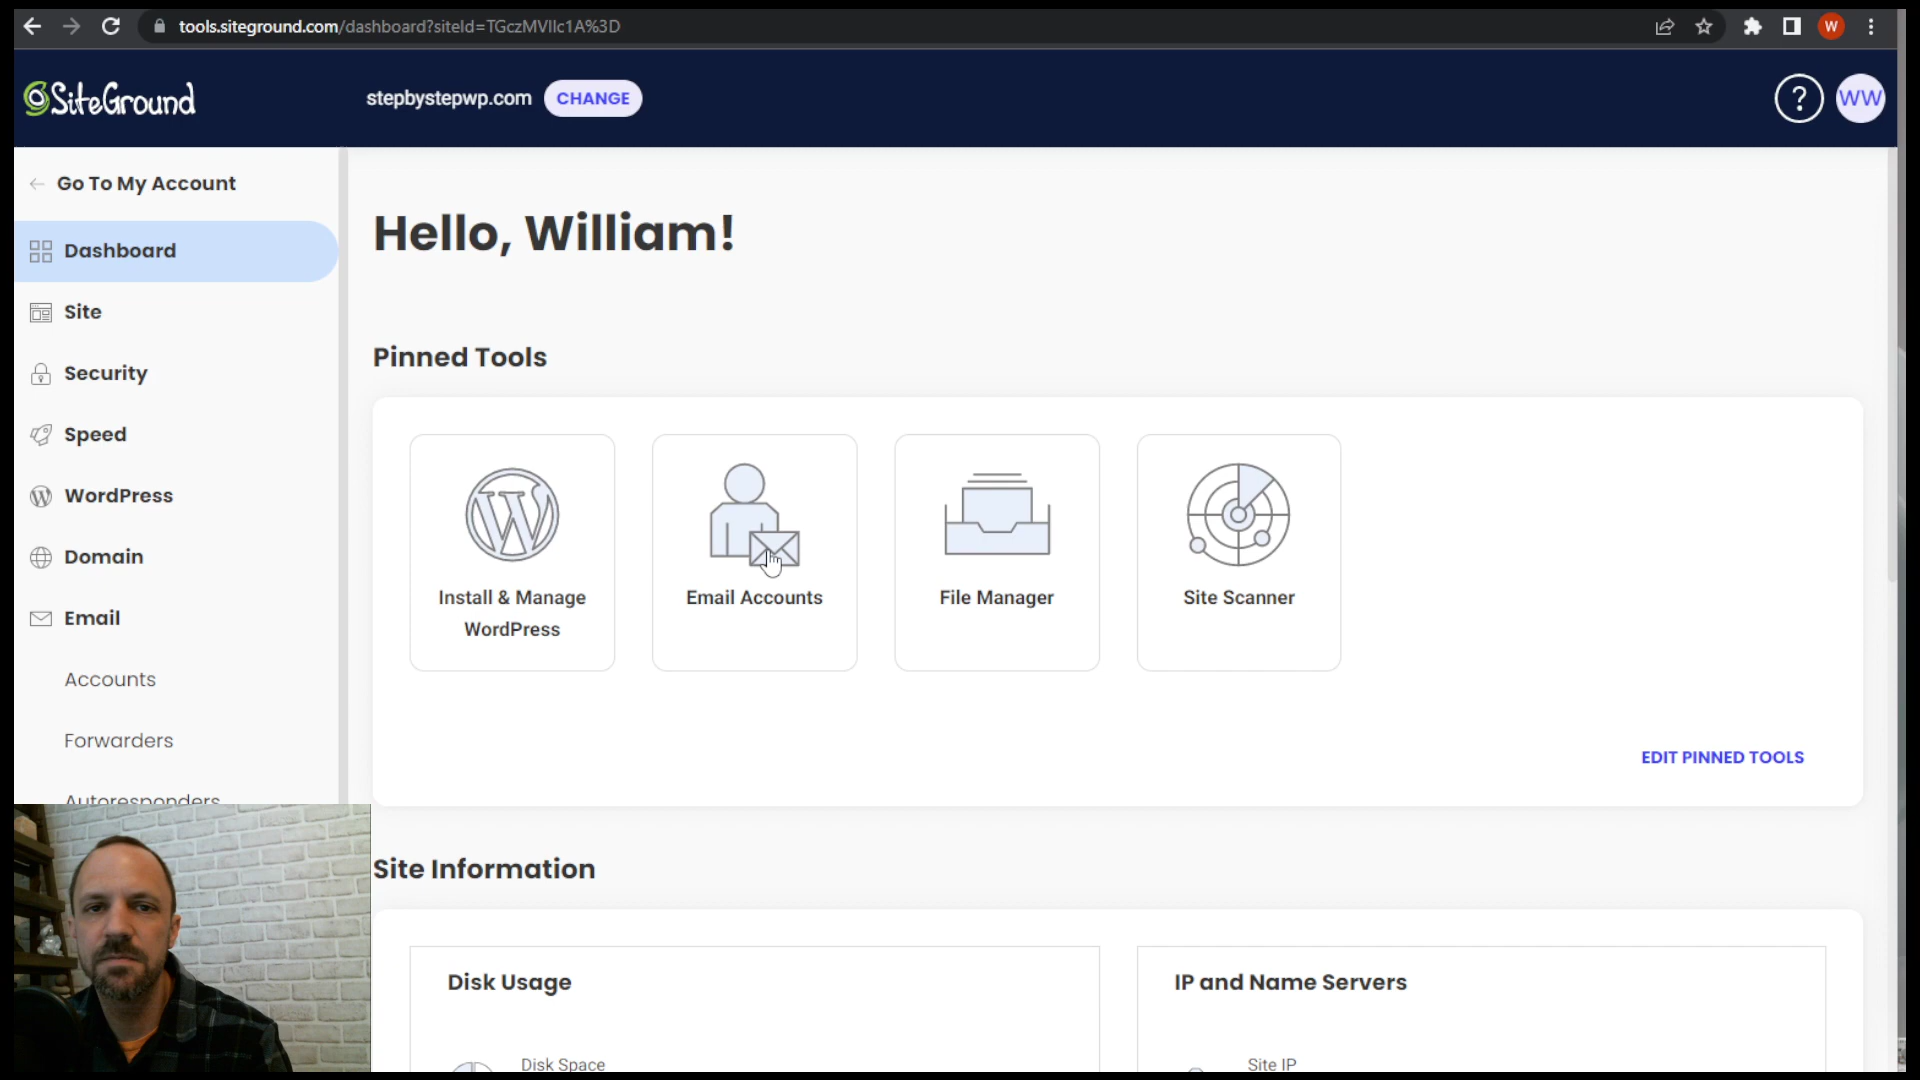 tools.siteground.com/dashboard?siteId=TGczMVllc1A%3D
W
SiteGround
stepbystepwp.com
CHANGE
?
WW
Go To My Account
Dashboard
Site
Security
Speed
WordPress
Domain
Email
Accounts
Forwarders
Autoresponders
Hello, William!
Pinned Tools
Install & Manage
WordPress
Email Accounts
File Manager
Site Scanner
EDIT PINNED TOOLS
Site Information
Disk Usage
Disk Space
IP and Name Servers
Site IP